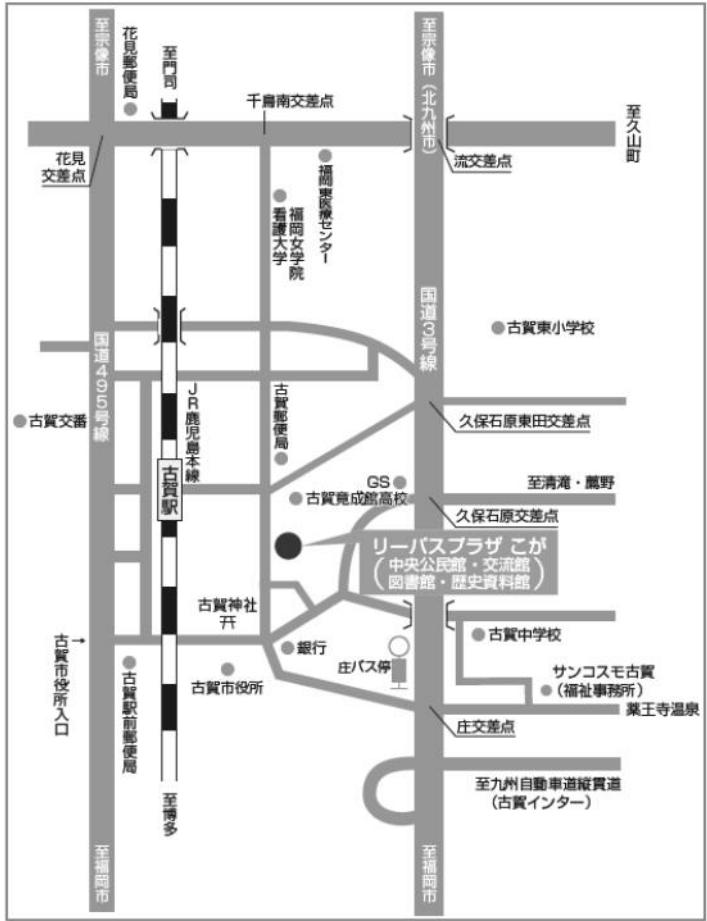 至宗像市
花見郵便局
至門司
千鳥南交差点
至宗像市（北九州市）
至久山町
花見
交差点
流交差点
福岡東医療センター
福岡女学院
看護大学
国道3号線
古賀東小学校
国道495号線
JR鹿児島本線
古賀郵便局
古賀交番
久保石原東田交差点
古賀駅
GS
至清滝・薦野
古賀竟成館高校
久保石原交差点
リーパスプラザ こが
（中央公民館・交流館
図書館・歴史資料館）
古賀神社
古賀市役所入口
→
銀行
古賀中学校
庄バス停
古賀駅前郵便局
古賀市役所
サンコスモ古賀
（福祉事務所）
薬王寺温泉
庄交差点
至九州自動車道縦貫道
（古賀インター）
至博多
至福岡市
至福岡市